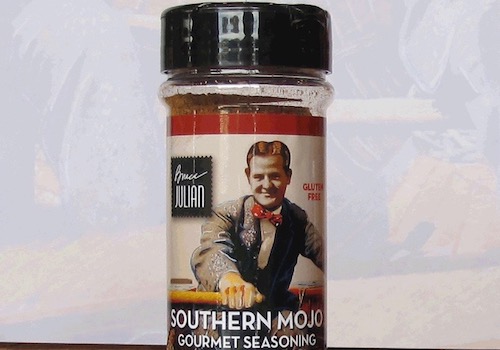 Bruce
JULIAN
GLUTEN
FREE
SOUTHERN MOJO
GOURMET SEASONING